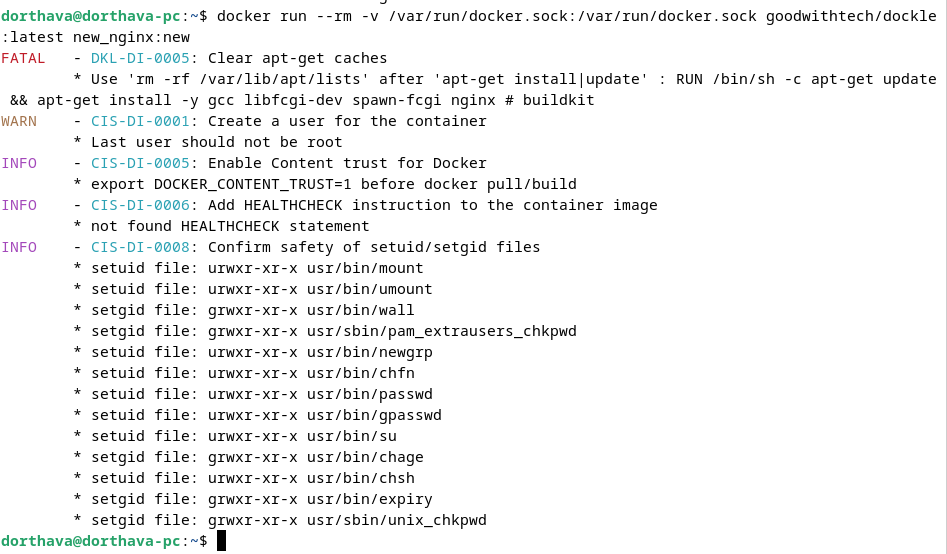 dorthava@dorthava-pc:~$ docker run --rm -v /var/run/docker.sock:/var/run/docker.sock goodwithtech/dockle
:latest new_nginx:new
FATAL   - DKL-DI-0005: Clear apt-get caches
        * Use 'rm -rf /var/lib/apt/lists' after 'apt-get install|update' : RUN /bin/sh -c apt-get update
 && apt-get install -y gcc libfcgi-dev spawn-fcgi nginx # buildkit
WARN    - CIS-DI-0001: Create a user for the container
        * Last user should not be root
INFO    - CIS-DI-0005: Enable Content trust for Docker
        * export DOCKER_CONTENT_TRUST=1 before docker pull/build
INFO    - CIS-DI-0006: Add HEALTHCHECK instruction to the container image
        * not found HEALTHCHECK statement
INFO    - CIS-DI-0008: Confirm safety of setuid/setgid files
        * setuid file: urwxr-xr-x usr/bin/mount
        * setuid file: urwxr-xr-x usr/bin/umount
        * setgid file: grwxr-xr-x usr/bin/wall
        * setgid file: grwxr-xr-x usr/sbin/pam_extrausers_chkpwd
        * setuid file: urwxr-xr-x usr/bin/newgrp
        * setuid file: urwxr-xr-x usr/bin/chfn
        * setuid file: urwxr-xr-x usr/bin/passwd
        * setuid file: urwxr-xr-x usr/bin/gpasswd
        * setuid file: urwxr-xr-x usr/bin/su
        * setgid file: grwxr-xr-x usr/bin/chage
        * setuid file: urwxr-xr-x usr/bin/chsh
        * setgid file: grwxr-xr-x usr/bin/expiry
        * setgid file: grwxr-xr-x usr/sbin/unix_chkpwd
dorthava@dorthava-pc:~$